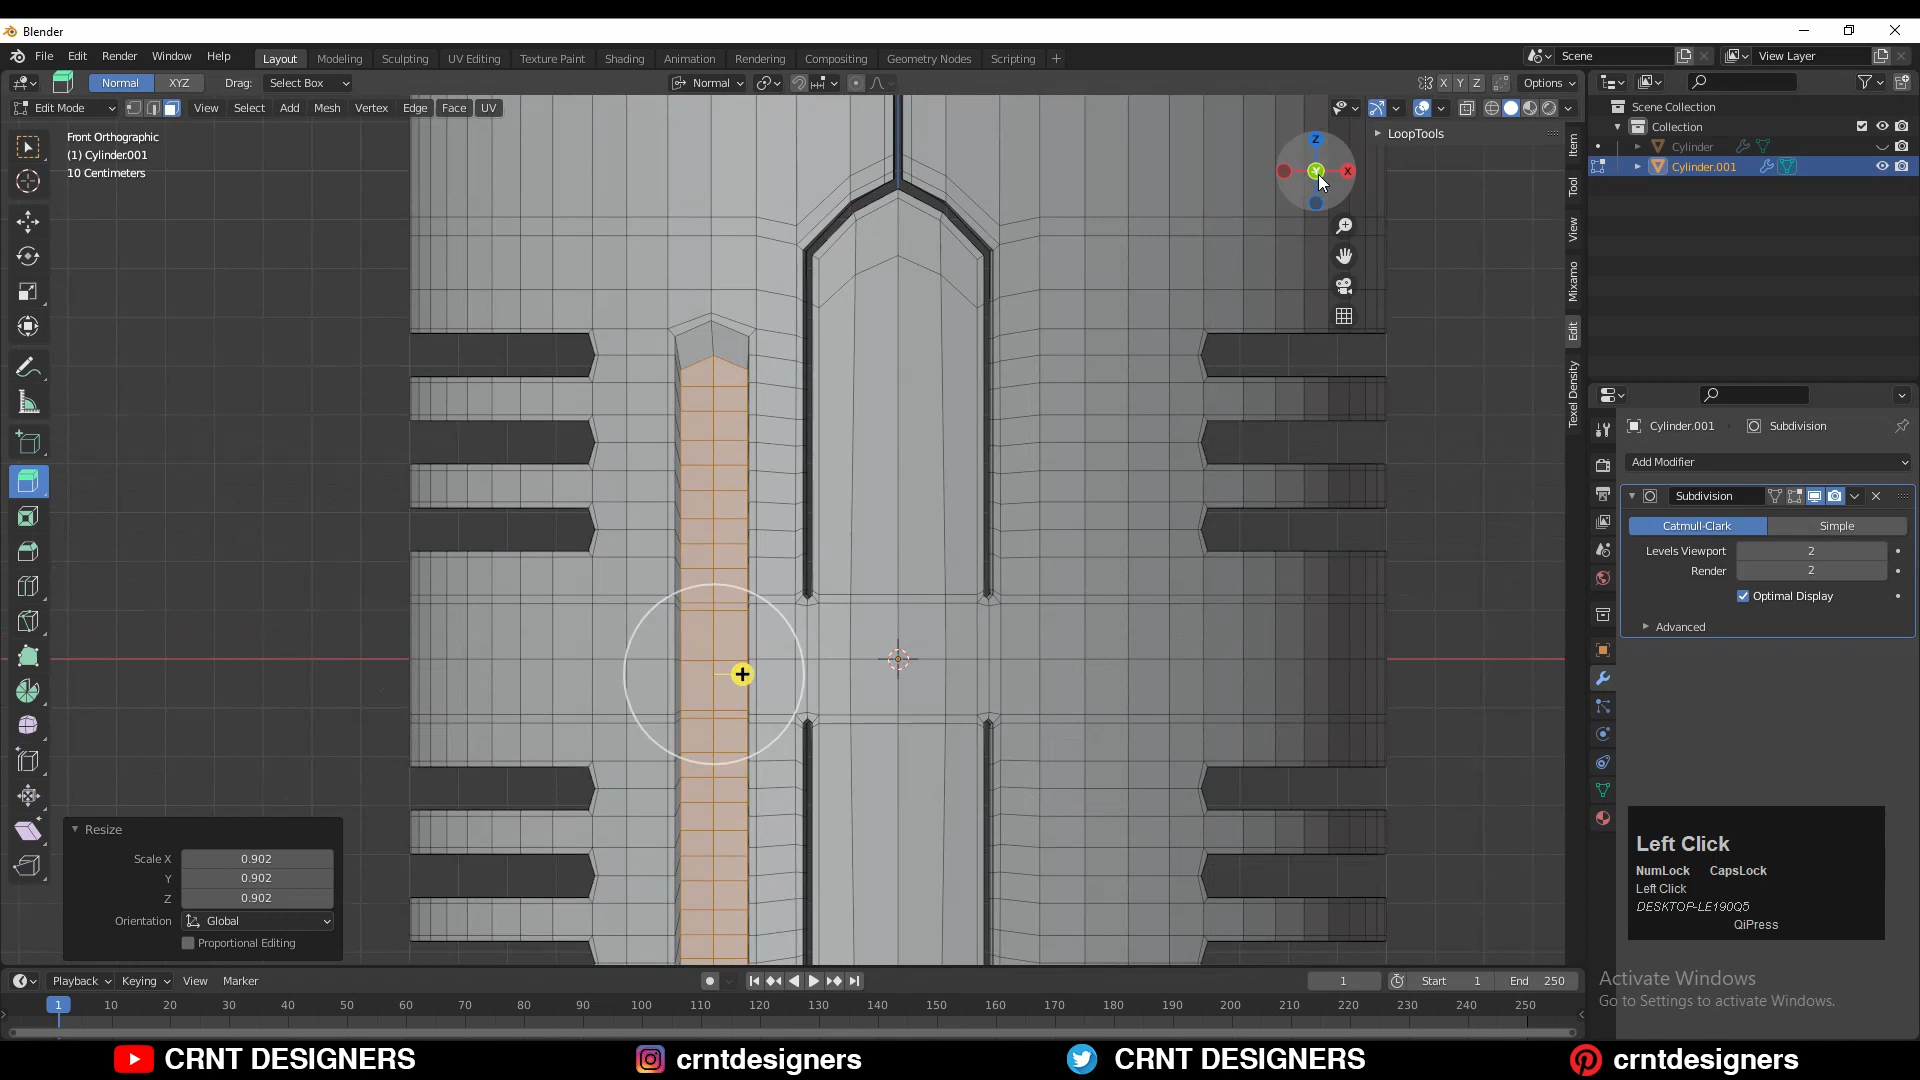 Blender
File Edit Render Window Help Layout Modeling Sculpting UV Editing Texture Paint Shading Animation Rendering Compositing Geometry Nodes Scripting + Scene View Layer
Normal XYZ Drag: Select Box Normal X Y Z Options
Edit Mode View Select Add Mesh Vertex Edge Face UV
Scene Collection
Collection
Cylinder
Cylinder.001
Front Orthographic
(1) Cylinder.001
10 Centimeters
Z
Y
X
LoopTools
Item
Tool
View
Mixamo
Edit
Texel Density
Cylinder.001 Subdivision
Add Modifier
Subdivision
Catmull-Clark Simple
Levels Viewport 2
Render 2
Optimal Display
Advanced
Resize
Scale X 0.902
Y 0.902
Z 0.902
Orientation Global
Proportional Editing
Left Click
NumLock CapsLock
Left Click
DESKTOP-LE190Q5
QiPress
Activate Windows
Go to Settings to activate Windows.
Playback Keying View Marker 1 Start 1 End 250
1 10 20 30 40 50 60 70 80 90 100 110 120 130 140 150 160 170 180 190 200 210 220 230 240 250
CRNT DESIGNERS crntdesigners CRNT DESIGNERS crntdesigners